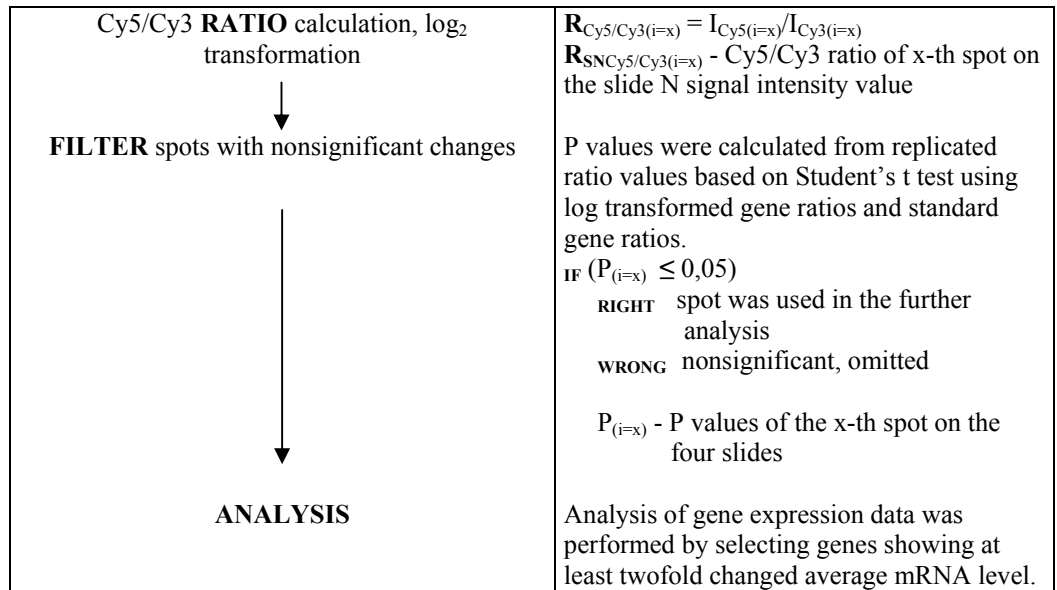 Cy5/Cy3 RATIO calculation, log2
transformation
R Cy5/Cy3(i=x) = I Cy5(i=x)/I Cy3(i=x)
R SNCy5/Cy3(i=x) - Cy5/Cy3 ratio of x-th spot on
the slide N signal intensity value
FILTER spots with nonsignificant changes
P values were calculated from replicated
ratio values based on Student's t test using
log transformed gene ratios and standard
gene ratios.
IF (P(i=x) ≤ 0,05)
RIGHT spot was used in the further
analysis
WRONG nonsignificant, omitted
P(i=x) - P values of the x-th spot on the
four slides
ANALYSIS
Analysis of gene expression data was
performed by selecting genes showing at
least twofold changed average mRNA level.